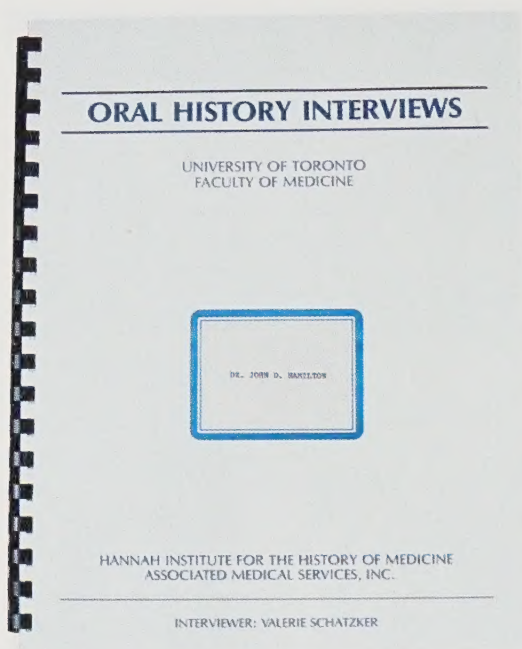 ORAL HISTORY INTERVIEWS
UNIVERSITY OF TORONTO
FACULTY OF MEDICINE
DR. JOHN D. HAMILTON
HANNAH INSTITUTE FOR THE HISTORY OF MEDICINE
ASSOCIATED MEDICAL SERVICES, INC.
INTERVIEWER: VALERIE SCHATZKER